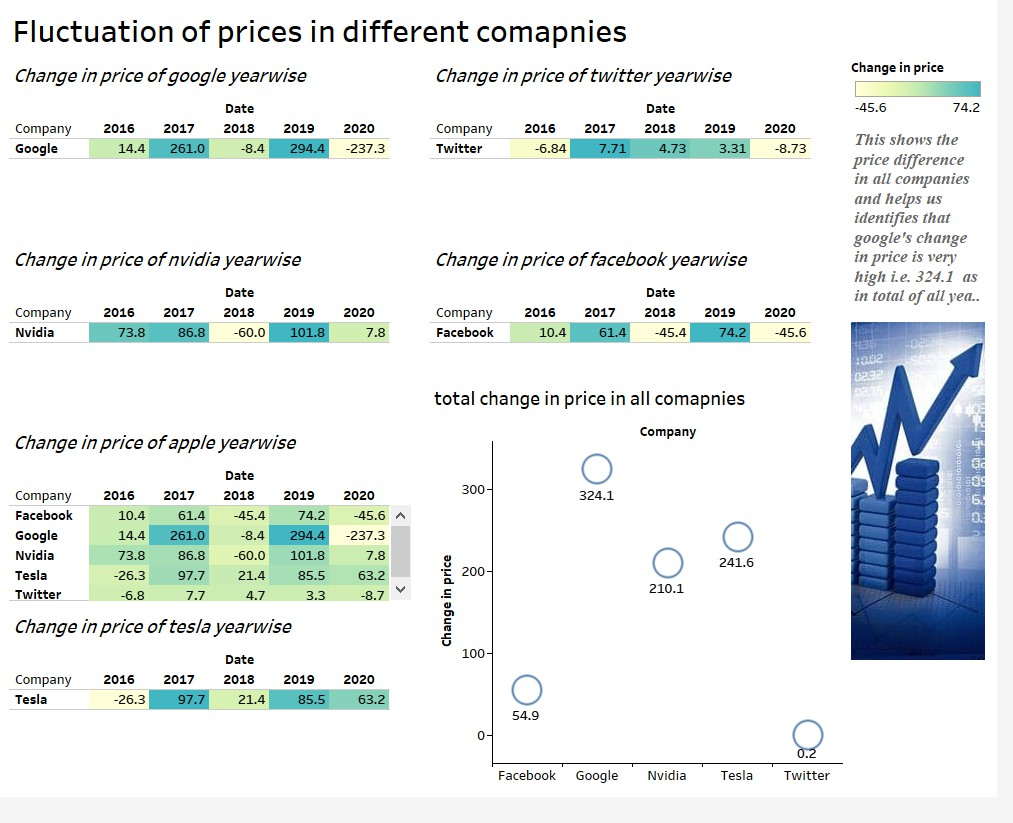 Fluctuation of prices in different comapnies
Change in price of google yearwise
Date
Company 2016 2017 2018 2019 2020
Google 14.4 261.0 -8.4 294.4 -237.3
Change in price of twitter yearwise
Date
Company 2016 2017 2018 2019 2020
Twitter -6.84 7.71 4.73 3.31 -8.73
Change in price
-45.6 74.2
This shows the
price difference
in all companies
and helps us
identifies that
google's change
in price is very
high i.e. 324.1 as
in total of all yea..
Change in price of nvidia yearwise
Date
Company 2016 2017 2018 2019 2020
Nvidia 73.8 86.8 -60.0 101.8 7.8
Change in price of facebook yearwise
Date
Company 2016 2017 2018 2019 2020
Facebook 10.4 61.4 -45.4 74.2 -45.6
Change in price of apple yearwise
Date
Company 2016 2017 2018 2019 2020
Facebook 10.4 61.4 -45.4 74.2 -45.6
Google 14.4 261.0 -8.4 294.4 -237.3
Nvidia 73.8 86.8 -60.0 101.8 7.8
Tesla -26.3 97.7 21.4 85.5 63.2
Twitter -6.8 7.7 4.7 3.3 -8.7
Change in price of tesla yearwise
Date
Company 2016 2017 2018 2019 2020
Tesla -26.3 97.7 21.4 85.5 63.2
total change in price in all comapnies
Company
Change in price
300
200
100
0
324.1
241.6
210.1
54.9
0.2
Facebook Google Nvidia Tesla Twitter
10.02
02.32